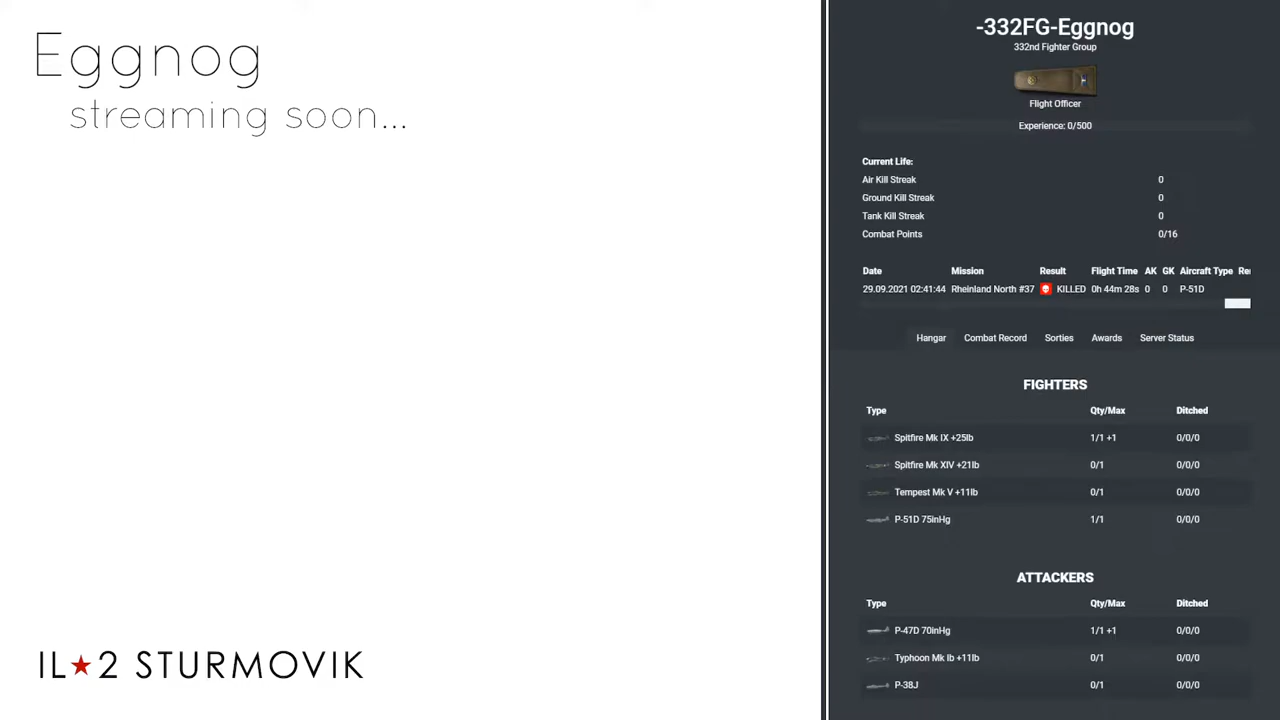 Eggnog
streaming soon...
IL★2 STURMOVIK
-332FG-Eggnog
332nd Fighter Group
Flight Officer
Experience: 0/500
Current Life:
Air Kill Streak 0
Ground Kill Streak 0
Tank Kill Streak 0
Combat Points 0/16
Date Mission Result Flight Time AK GK Aircraft Type Re
29.09.2021 02:41:44 Rheinland North #37 KILLED 0h 44m 28s 0 0 P-51D
Hangar Combat Record Sorties Awards Server Status
FIGHTERS
Type Qty/Max Ditched
Spitfire Mk IX +25lb 1/1 +1 0/0/0
Spitfire Mk XIV +21lb 0/1 0/0/0
Tempest Mk V +11lb 0/1 0/0/0
P-51D 75inHg 1/1 0/0/0
ATTACKERS
Type Qty/Max Ditched
P-47D 70inHg 1/1 +1 0/0/0
Typhoon Mk Ib +11lb 0/1 0/0/0
P-38J 0/1 0/0/0